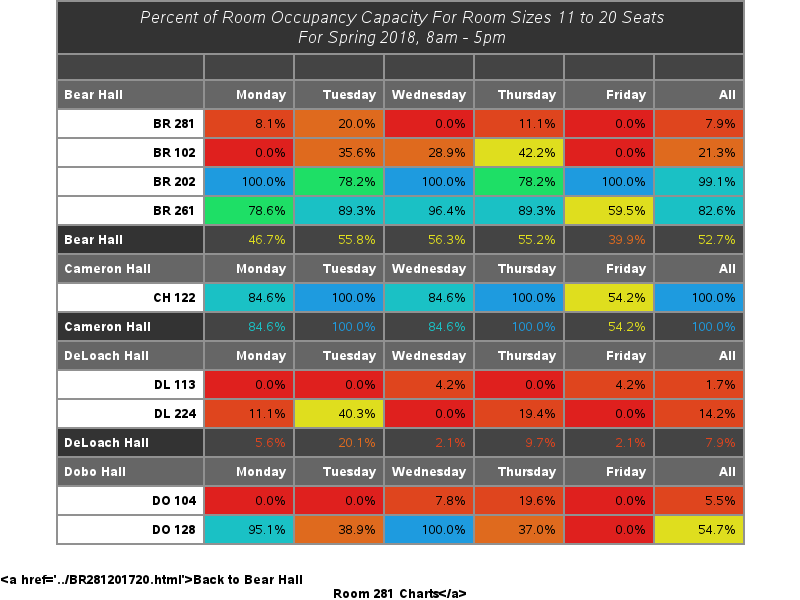 Percent of Room Occupancy Capacity For Room Sizes 11 to 20 Seats
For Spring 2018, 8am - 5pm
Bear Hall Monday Tuesday Wednesday Thursday Friday All
BR 281 8.1% 20.0% 0.0% 11.1% 0.0% 7.9%
BR 102 0.0% 35.6% 28.9% 42.2% 0.0% 21.3%
BR 202 100.0% 78.2% 100.0% 78.2% 100.0% 99.1%
BR 261 78.6% 89.3% 96.4% 89.3% 59.5% 82.6%
Bear Hall 46.7% 55.8% 56.3% 55.2% 39.9% 52.7%
Cameron Hall Monday Tuesday Wednesday Thursday Friday All
CH 122 84.6% 100.0% 84.6% 100.0% 54.2% 100.0%
Cameron Hall 84.6% 100.0% 84.6% 100.0% 54.2% 100.0%
DeLoach Hall Monday Tuesday Wednesday Thursday Friday All
DL 113 0.0% 0.0% 4.2% 0.0% 4.2% 1.7%
DL 224 11.1% 40.3% 0.0% 19.4% 0.0% 14.2%
DeLoach Hall 5.6% 20.1% 2.1% 9.7% 2.1% 7.9%
Dobo Hall Monday Tuesday Wednesday Thursday Friday All
DO 104 0.0% 0.0% 7.8% 19.6% 0.0% 5.5%
DO 128 95.1% 38.9% 100.0% 37.0% 0.0% 54.7%
<a href='../BR281201720.html'>Back to Bear Hall
Room 281 Charts</a>